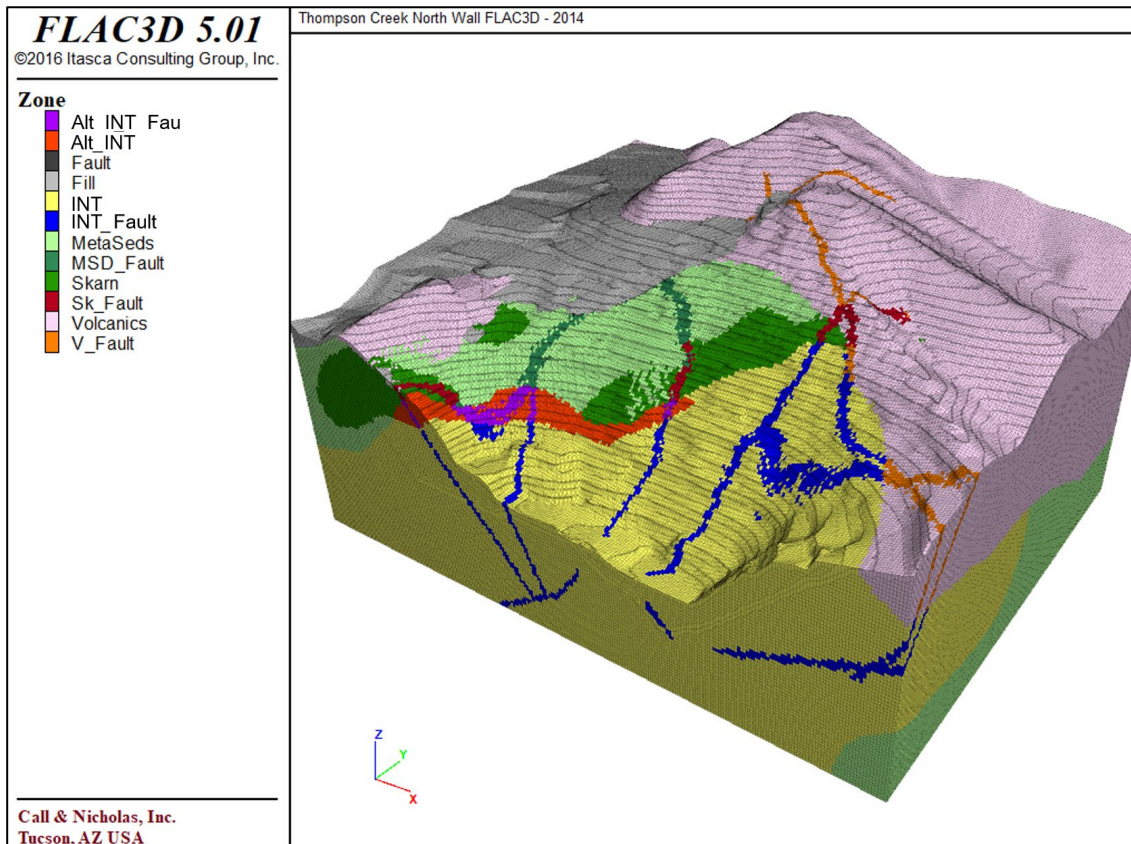 FLAC3D 5.01
©2016 Itasca Consulting Group, Inc.
Zone
Alt_INT_Fau
Alt_INT
Fault
Fill
INT
INT_Fault
MetaSeds
MSD_Fault
Skarn
Sk_Fault
Volcanics
V_Fault
Call & Nicholas, Inc.
Tucson, AZ USA
Thompson Creek North Wall FLAC3D - 2014
Z
Y
X